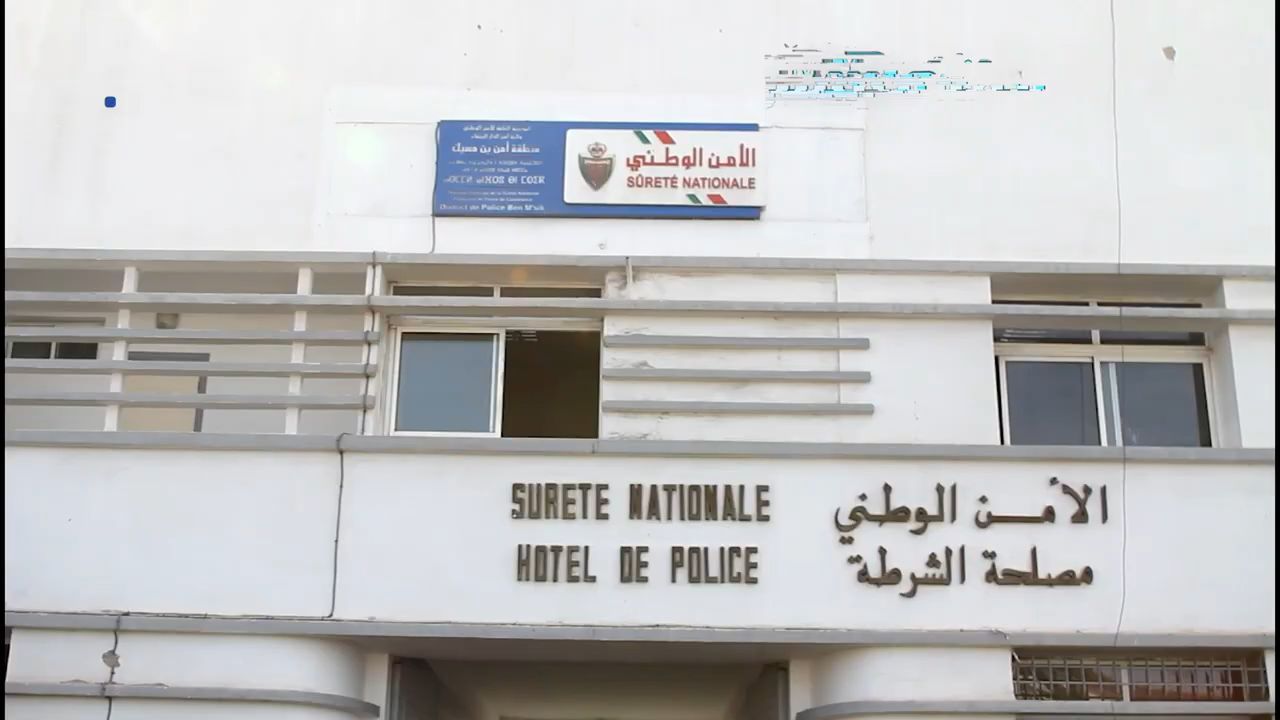 منطقة أمن بن مسيك
District de Police Ben M'sik
الأمن الوطني
SÛRETÉ NATIONALE
SURETE NATIONALE
HOTEL DE POLICE
الأمن الوطني
مصلحة الشرطة